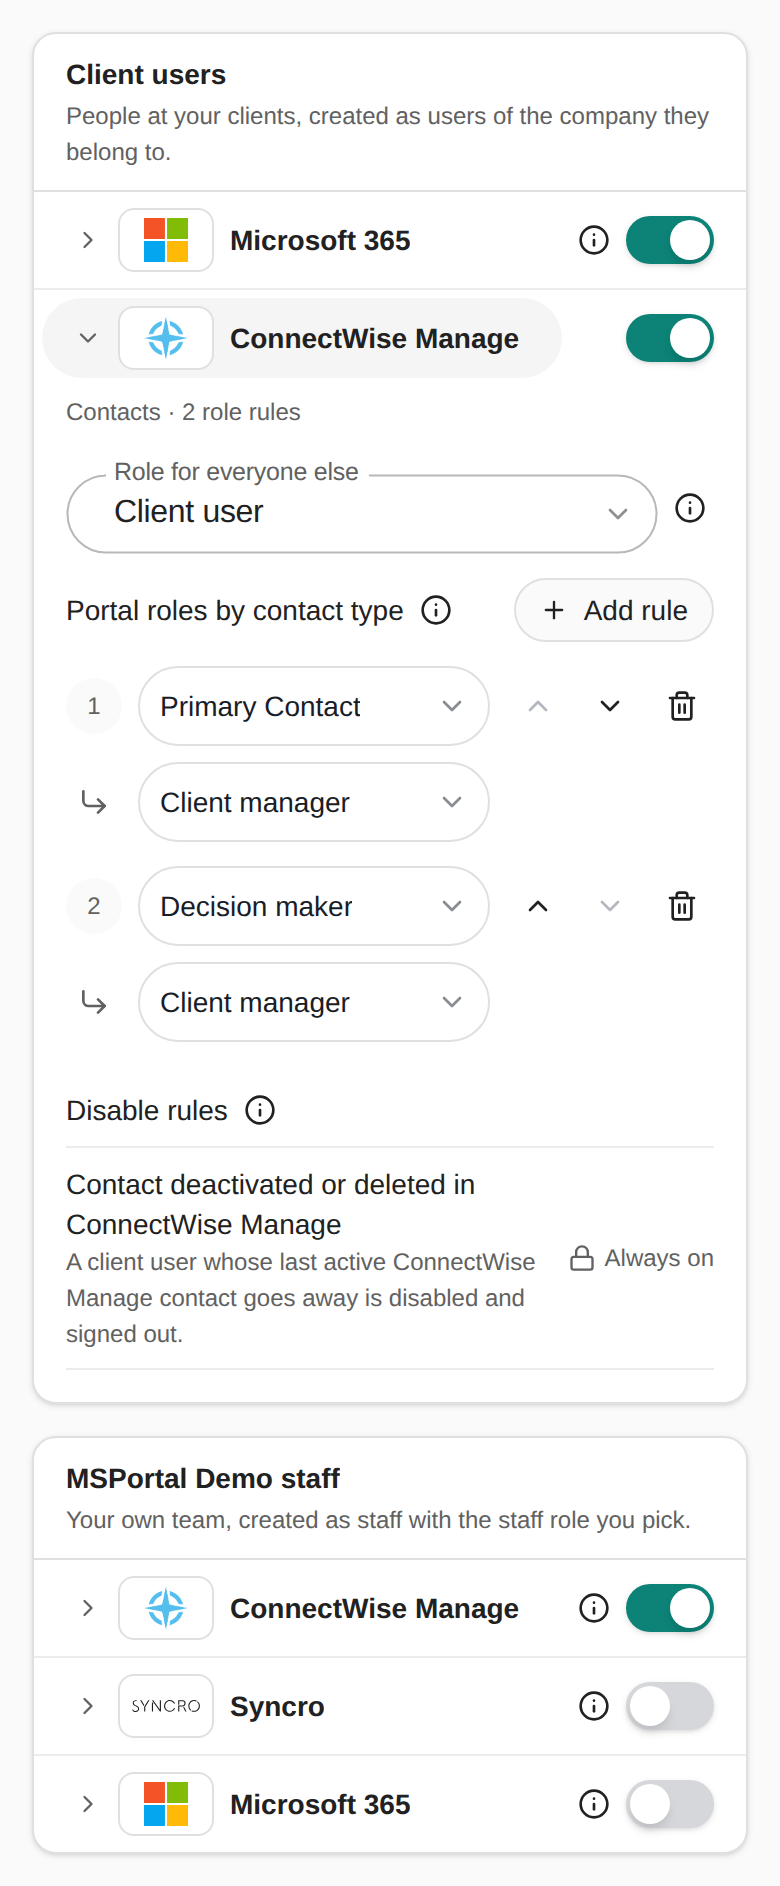 Client users
People at your clients, created as users of the company they
belong to.
Microsoft 365
ConnectWise Manage
Contacts · 2 role rules
Role for everyone else
Client user
Portal roles by contact type
Add rule
1
Primary Contact
Client manager
2
Decision maker
Client manager
Disable rules
Contact deactivated or deleted in
ConnectWise Manage
A client user whose last active ConnectWise
Manage contact goes away is disabled and
signed out.
Always on
MSPortal Demo staff
Your own team, created as staff with the staff role you pick.
ConnectWise Manage
SYNCRO
Syncro
Microsoft 365